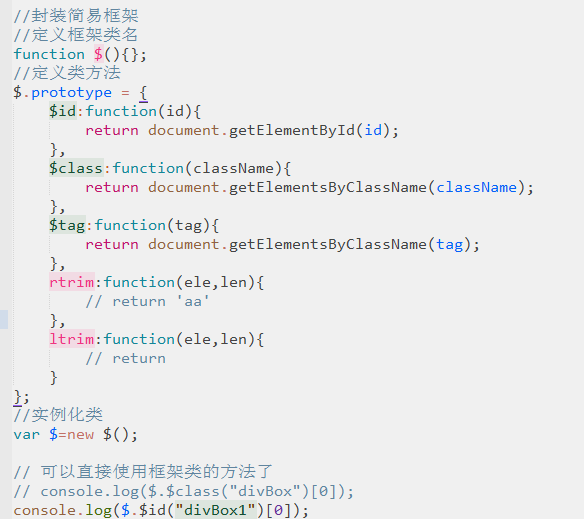 //封装简易框架
//定义框架类名
function $(){};
//定义类方法
$.prototype = {
    $id:function(id){
        return document.getElementById(id);
    },
    $class:function(className){
        return document.getElementsByClassName(className);
    },
    $tag:function(tag){
        return document.getElementsByClassName(tag);
    },
    rtrim:function(ele,len){
        // return 'aa'
    },
    ltrim:function(ele,len){
        // return
    }
};
//实例化类
var $=new $();
// 可以直接使用框架类的方法了
// console.log($.$class("divBox")[0]);
console.log($.$id("divBox1")[0]);